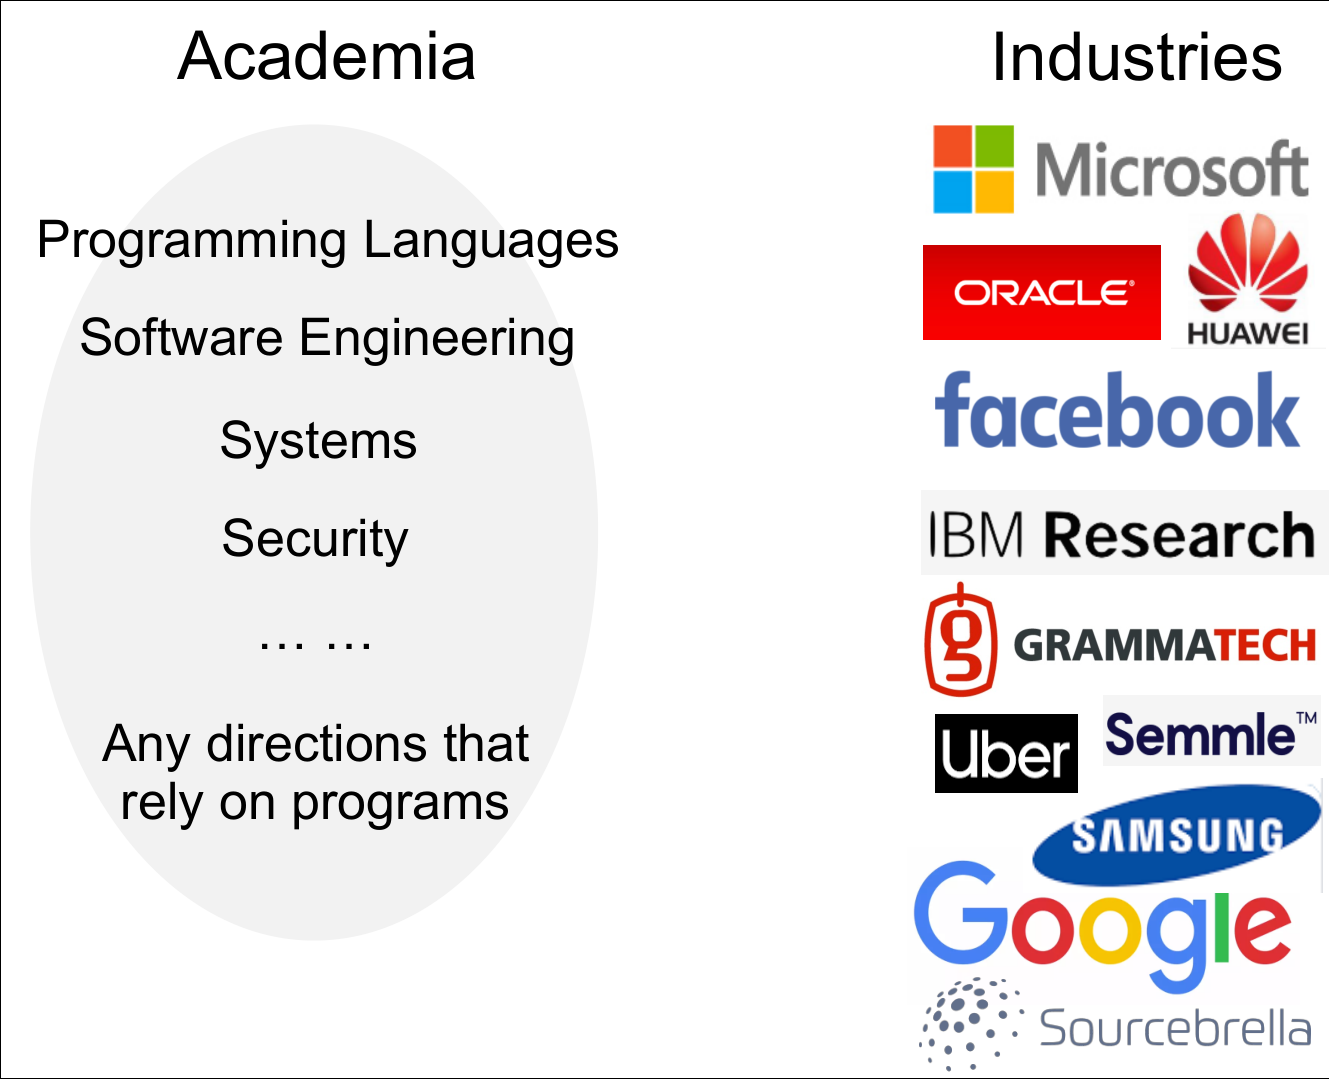 Academia
Programming Languages
Software Engineering
Systems
Security
... ...
Any directions that
rely on programs
Industries
Microsoft
ORACLE®
HUAWEI
facebook
IBM Research
g GRAMMATECH
Uber
Semmle™
SAMSUNG
Google
Sourcebrella